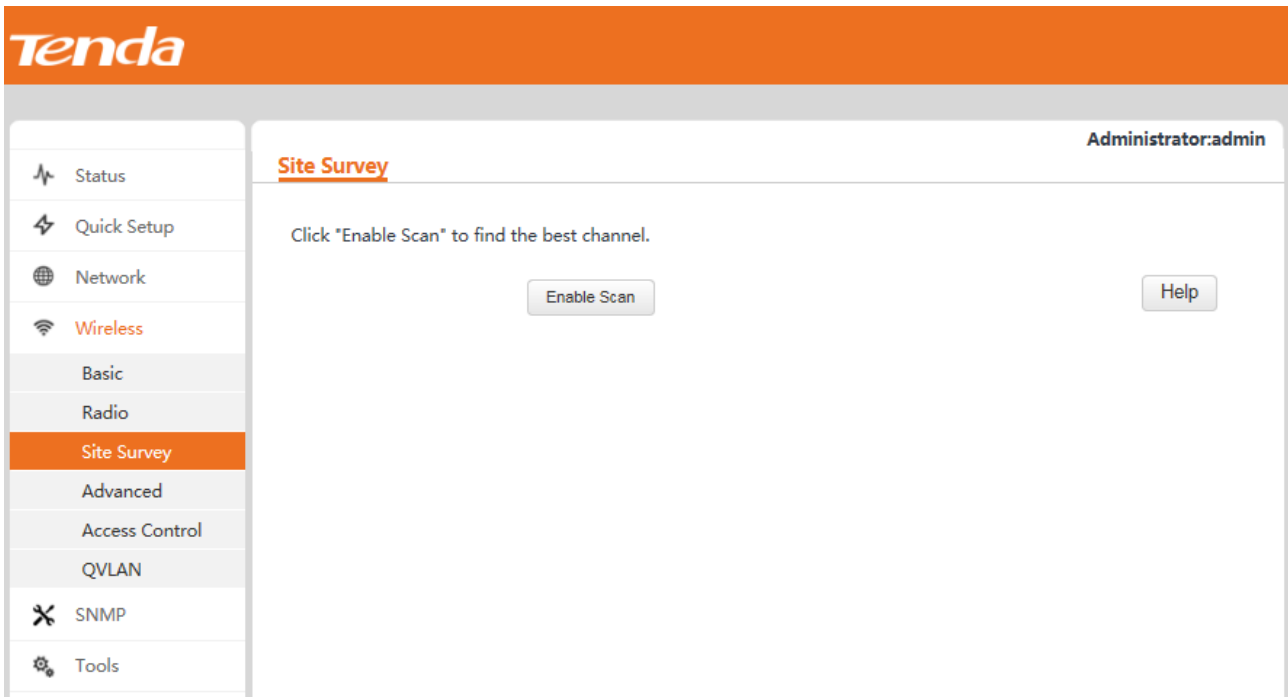 Tenda
Administrator:admin
Site Survey
Status
Quick Setup
Click "Enable Scan" to find the best channel.
Network
Enable Scan
Help
Wireless
Basic
Radio
Site Survey
Advanced
Access Control
QVLAN
SNMP
Tools